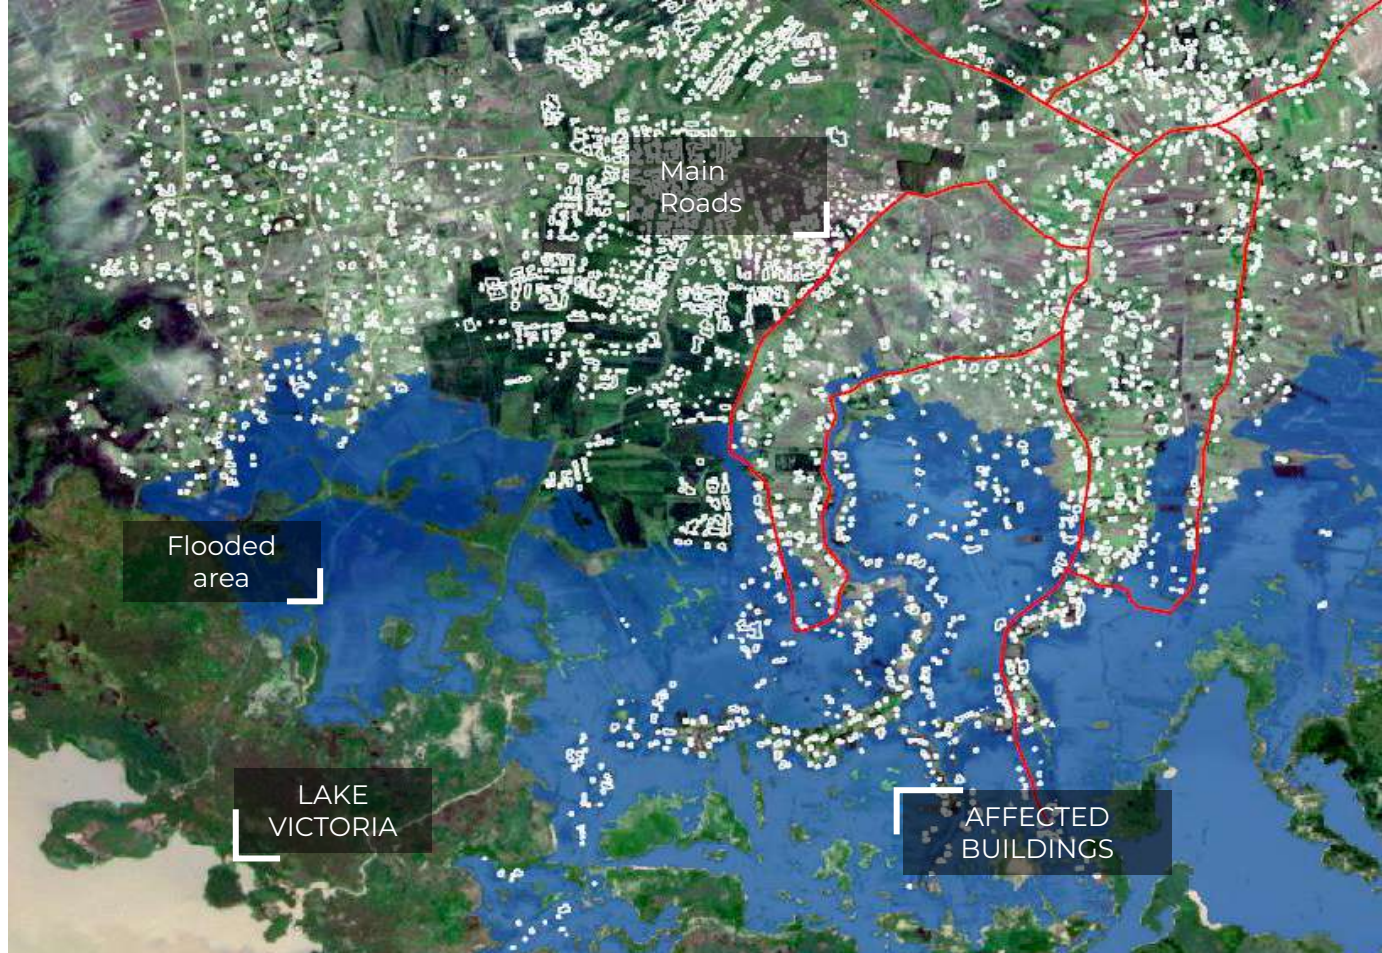 Main
Roads
Flooded
area
LAKE
VICTORIA
AFFECTED
BUILDINGS